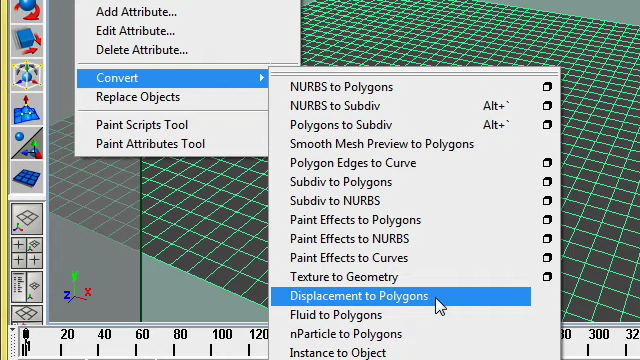 Add Attribute...
Edit Attribute...
Delete Attribute...
Convert
Replace Objects
Paint Scripts Tool
Paint Attributes Tool
NURBS to Polygons
NURBS to Subdiv Alt+`
Polygons to Subdiv Alt+`
Smooth Mesh Preview to Polygons
Polygon Edges to Curve
Subdiv to Polygons
Subdiv to NURBS
Paint Effects to Polygons
Paint Effects to NURBS
Paint Effects to Curves
Texture to Geometry
Displacement to Polygons
Fluid to Polygons
nParticle to Polygons
Instance to Object
y
z x
20 40 60 80 100 120